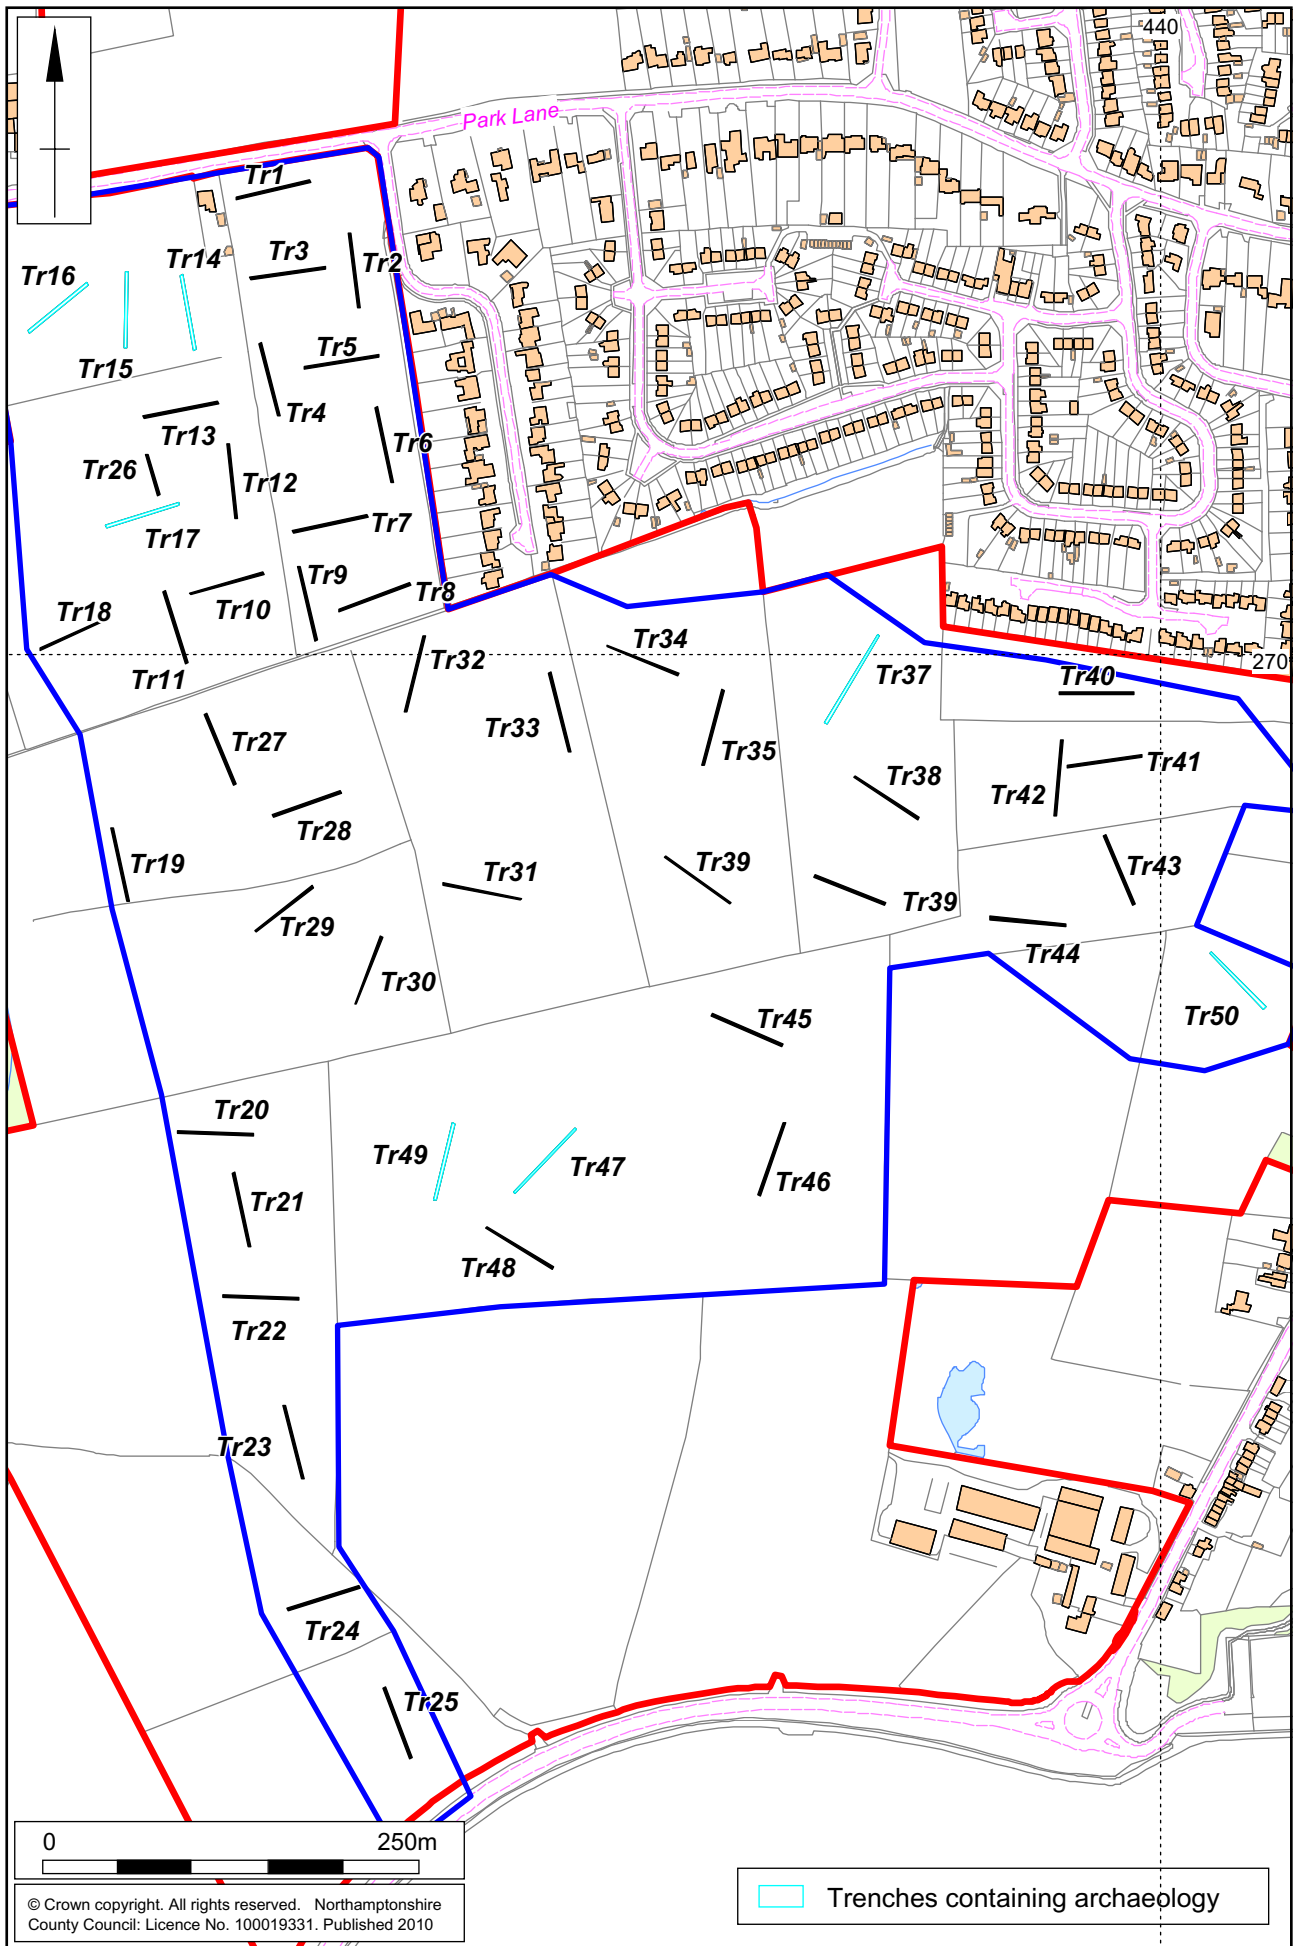 440
Park Lane
Tr1
Tr14
Tr3
Tr2
Tr16
Tr5
Tr15
Tr4
Tr13
Tr6
Tr26
Tr12
Tr7
Tr17
Tr9
Tr8
Tr10
Tr18
Tr34
Tr32
270
Tr37
Tr40
Tr11
Tr33
Tr27
Tr35
Tr41
Tr38
Tr42
Tr28
Tr19
Tr39
Tr43
Tr31
Tr39
Tr29
Tr44
Tr30
Tr45
Tr50
Tr20
Tr49
Tr47
Tr46
Tr21
Tr48
Tr22
Tr23
Tr24
Tr25
0 250m
© Crown copyright. All rights reserved. Northamptonshire
County Council: Licence No. 100019331. Published 2010
Trenches containing archaeology